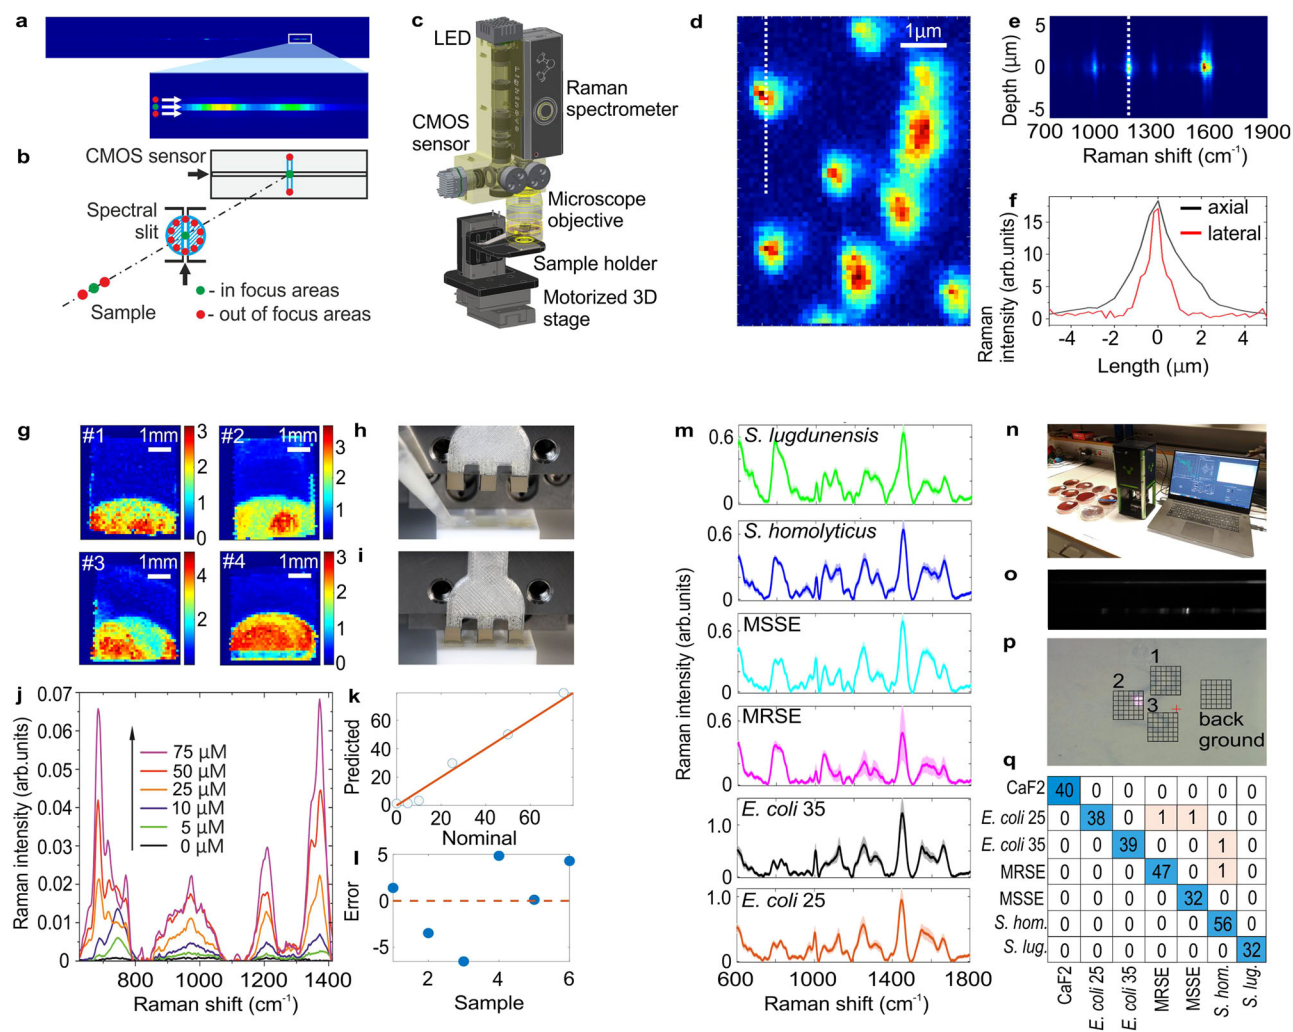 a
b
CMOS sensor
Spectral
slit
Sample
- in focus areas
- out of focus areas
c
LED
CMOS
sensor
Raman
spectrometer
Microscope
objective
Sample holder
Motorized 3D
stage
d
1μm
e
Depth (μm)
5
0
-5
700 1000 1300 1600 1900
Raman shift (cm-1)
f
Raman
intensity (arb.units)
15
10
5
0
axial
lateral
-4 -2 0 2 4
Length (μm)
g
#1 1mm
3
2
1
0
#2 1mm
3
2
1
#3 1mm
4
2
#4 1mm
3
2
1
0
h
i
j
Raman intensity (arb.units)
0.07
0.06
0.05
0.04
0.03
0.02
0.01
0
75 μM
50 μM
25 μM
10 μM
5 μM
0 μM
800 1000 1200 1400
Raman shift (cm-1)
k
Predicted
60
40
20
0
0 20 40 60
Nominal
l
Error
5
0
-5
2 4 6
Sample
m
Raman intensity (arb.units)
0.6
0
S. lugdunensis
0.6
0
S. homolyticus
0.6
0
MSSE
0.6
0
MRSE
1.0
0
E. coli 35
1.0
0
E. coli 25
600 800 1000 1200 1400 1600 1800
Raman shift (cm-1)
n
o
p
1
2
3
back
ground
q
CaF2 40 0 0 0 0 0 0
E. coli 25 0 38 0 1 1 0 0
E. coli 35 0 0 39 0 0 1 0
MRSE 0 0 0 47 0 1 0
MSSE 0 0 0 0 32 0 0
S. hom. 0 0 0 0 0 56 0
S. lug. 0 0 0 0 0 0 32
CaF2
E. coli 25
E. coli 35
MRSE
MSSE
S. hom.
S. lug.